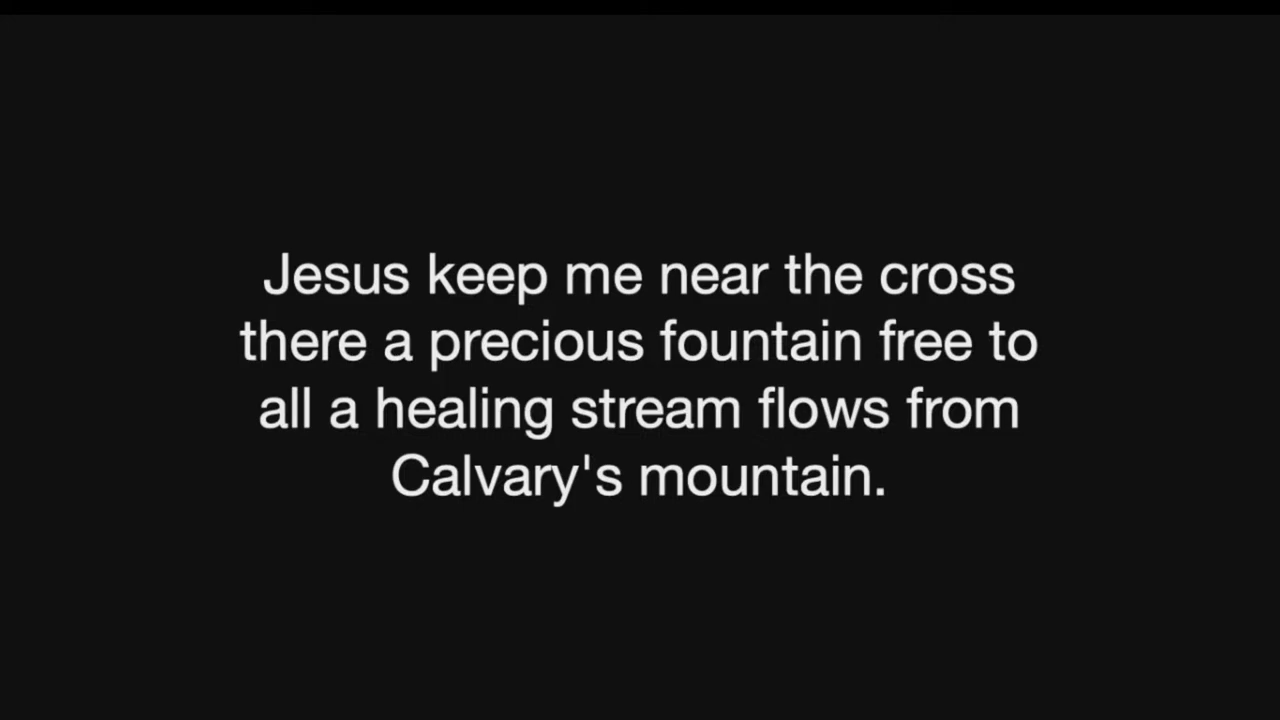 Jesus keep me near the cross
there a precious fountain free to
all a healing stream flows from
Calvary's mountain.